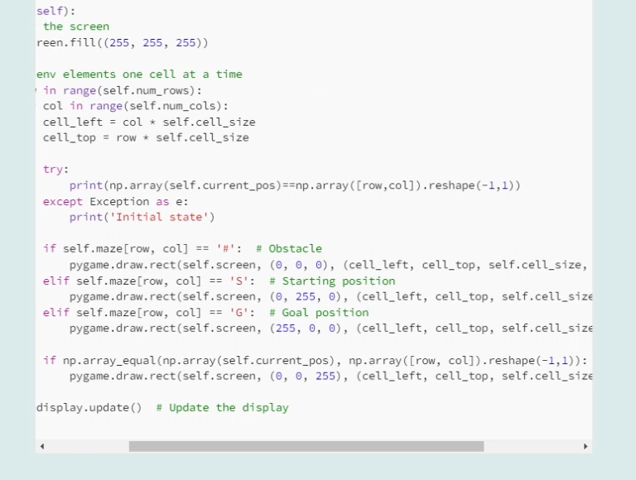 self):
the screen
reen.fill((255, 255, 255))
env elements one cell at a time
in range(self.num_rows):
col in range(self.num_cols):
cell_left = col * self.cell_size
cell_top = row * self.cell_size
try:
print(np.array(self.current_pos)==np.array([row,col]).reshape(-1,1))
except Exception as e:
print('Initial state')
if self.maze[row, col] == '#':  # Obstacle
pygame.draw.rect(self.screen, (0, 0, 0), (cell_left, cell_top, self.cell_size,
elif self.maze[row, col] == 'S':  # Starting position
pygame.draw.rect(self.screen, (0, 255, 0), (cell_left, cell_top, self.cell_size
elif self.maze[row, col] == 'G':  # Goal position
pygame.draw.rect(self.screen, (255, 0, 0), (cell_left, cell_top, self.cell_size
if np.array_equal(np.array(self.current_pos), np.array([row, col]).reshape(-1,1)):
pygame.draw.rect(self.screen, (0, 0, 255), (cell_left, cell_top, self.cell_size
display.update()  # Update the display